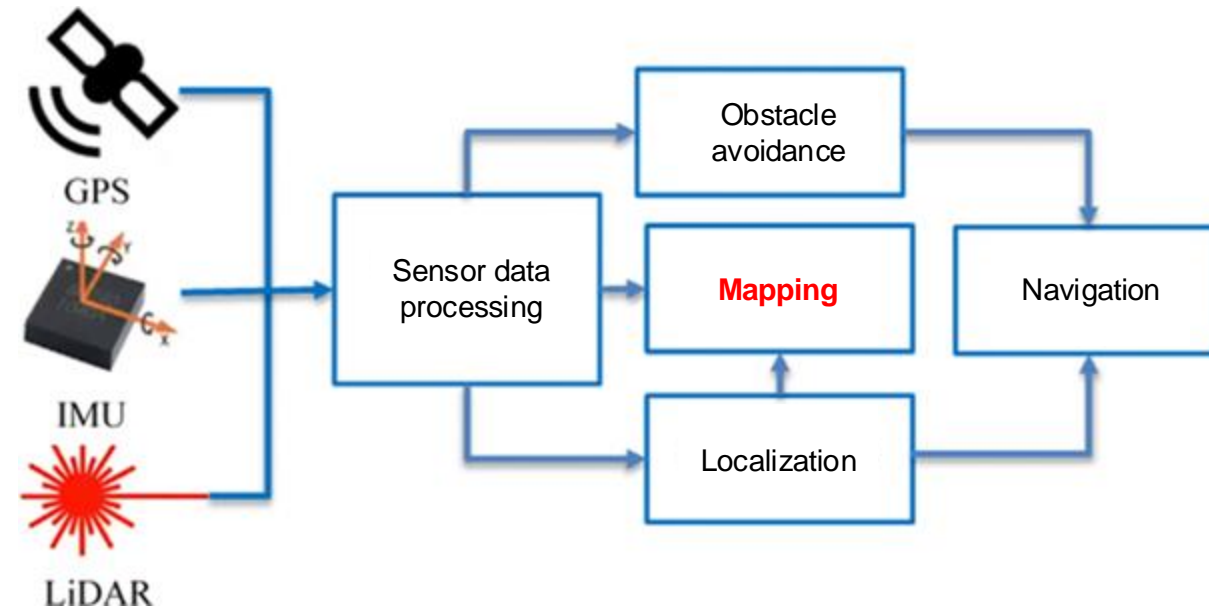 GPS
Z
Y
X
IMU
LiDAR
Sensor data
processing
Obstacle
avoidance
Mapping
Localization
Navigation